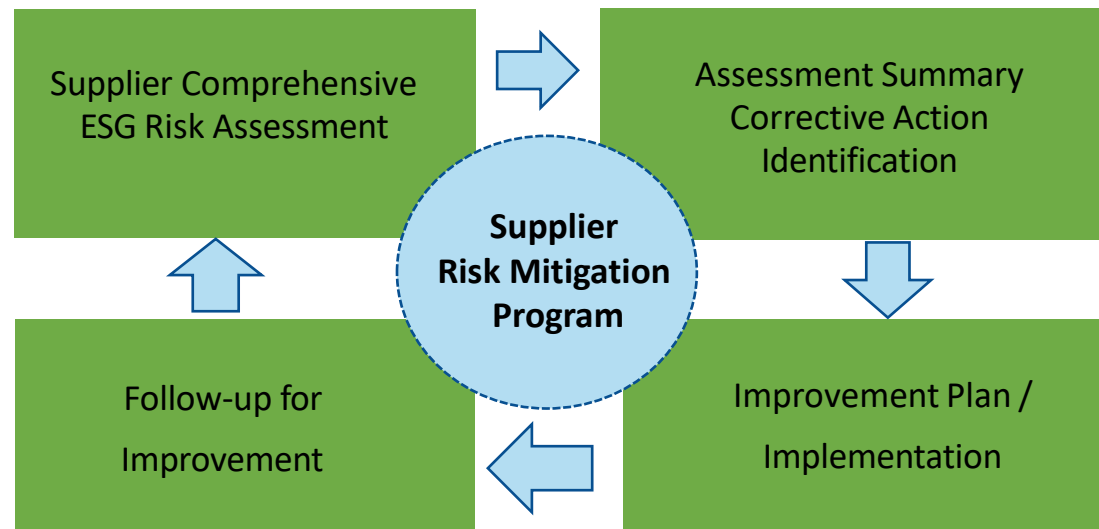 Supplier Comprehensive
ESG Risk Assessment
Assessment Summary
Corrective Action
Identification
Supplier
Risk Mitigation
Program
Follow-up for
Improvement
Improvement Plan /
Implementation